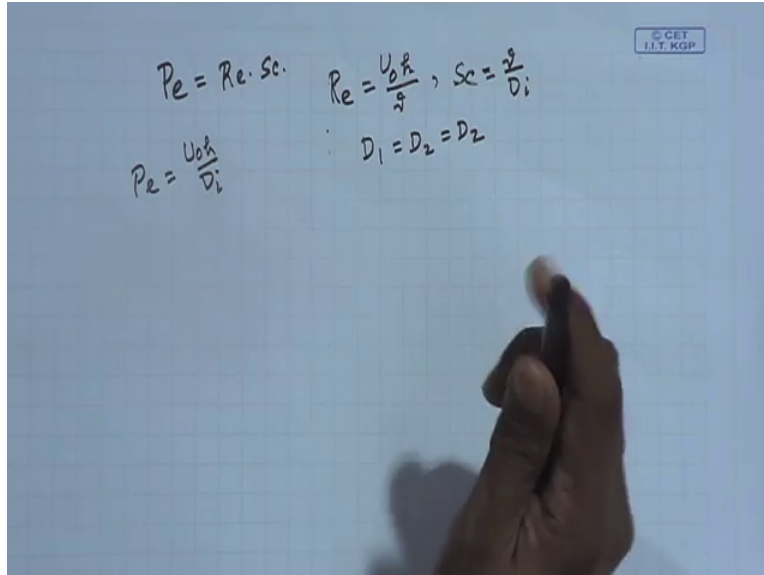 © CET
I.I.T. KGP
Pe = Re. Sc.
Re = U₀h/ϑ , Sc = ϑ/Dᵢ
Pe = U₀h/Dᵢ
: D₁ = D₂ = D₂